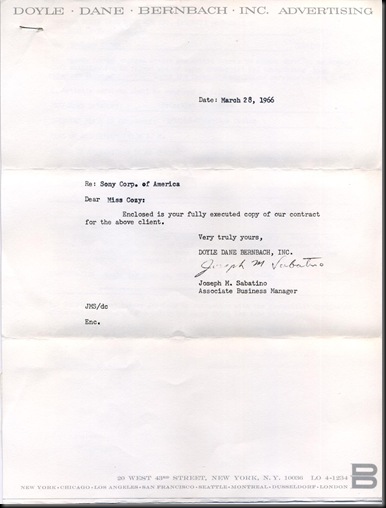 DOYLE · DANE · BERNBACH · INC. ADVERTISING
Date: March 28, 1966
Re: Sony Corp. of America
Dear Miss Cozy:
Enclosed is your fully executed copy of our contract
for the above client.
Very truly yours,
DOYLE DANE BERNBACH, INC.
Joseph M Sabatino
Joseph M. Sabatino
Associate Business Manager
JMS/dc
Enc.
20 WEST 43RD STREET, NEW YORK, N.Y. 10036 LO 4-1234
NEW YORK·CHICAGO·LOS ANGELES·SAN FRANCISCO·SEATTLE·MONTREAL·DUSSELDORF·LONDON
B